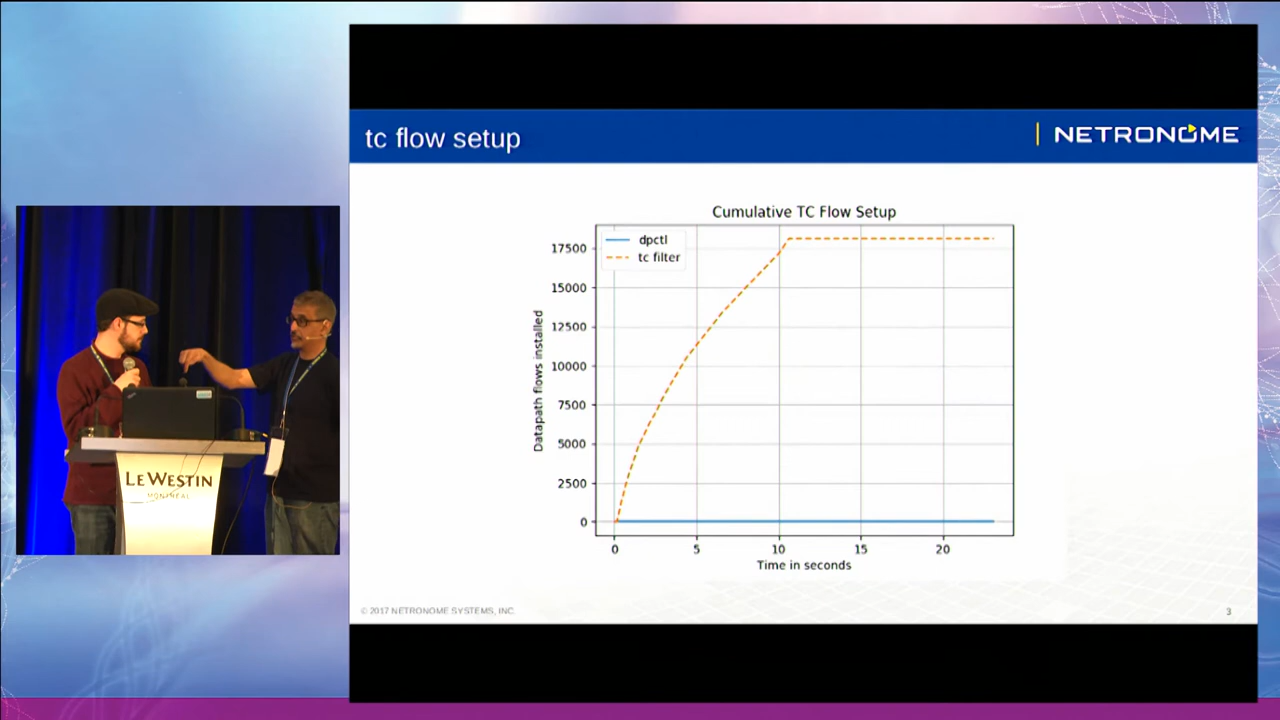 tc flow setup
NETRONOME
Cumulative TC Flow Setup
dpctl
tc filter
17500
15000
12500
10000
7500
5000
2500
0
Datapath flows installed
0 5 10 15 20
Time in seconds
© 2017 NETRONOME SYSTEMS, INC.
3
LE WESTIN
MONTRÉAL